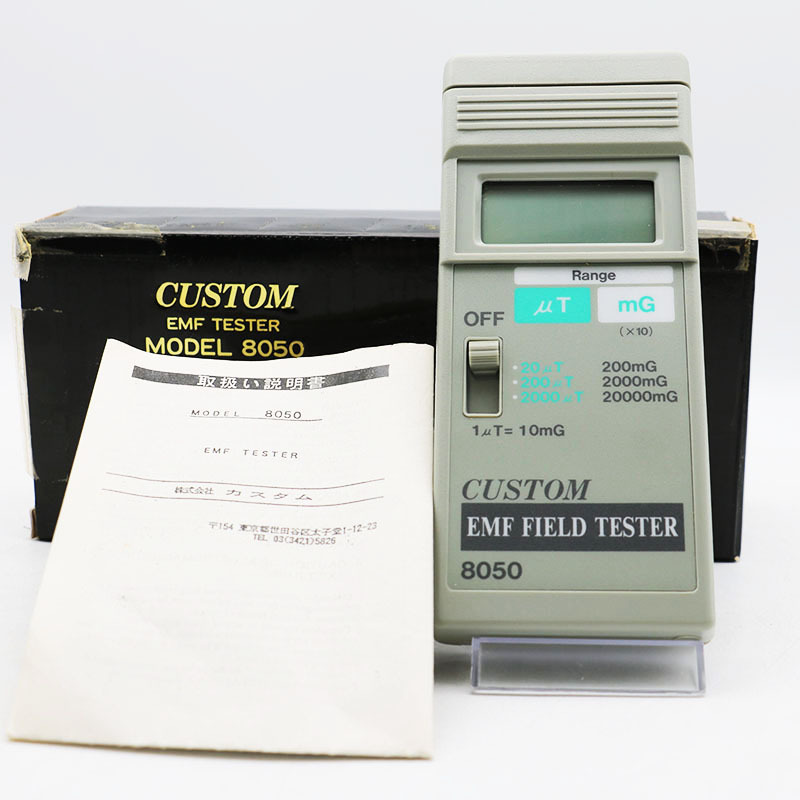 CUSTOM
EMF TESTER
MODEL 8050
取扱い説明書
MODEL 8050
EMF TESTER
株式会社 カスタム
〒154 東京都世田谷区太子堂1-12-23
TEL 03(3421)5826
Range
μT mG
(×10)
OFF
・20μT 200mG
・200μT 2000mG
・2000μT 20000mG
1μT= 10mG
CUSTOM
EMF FIELD TESTER
8050